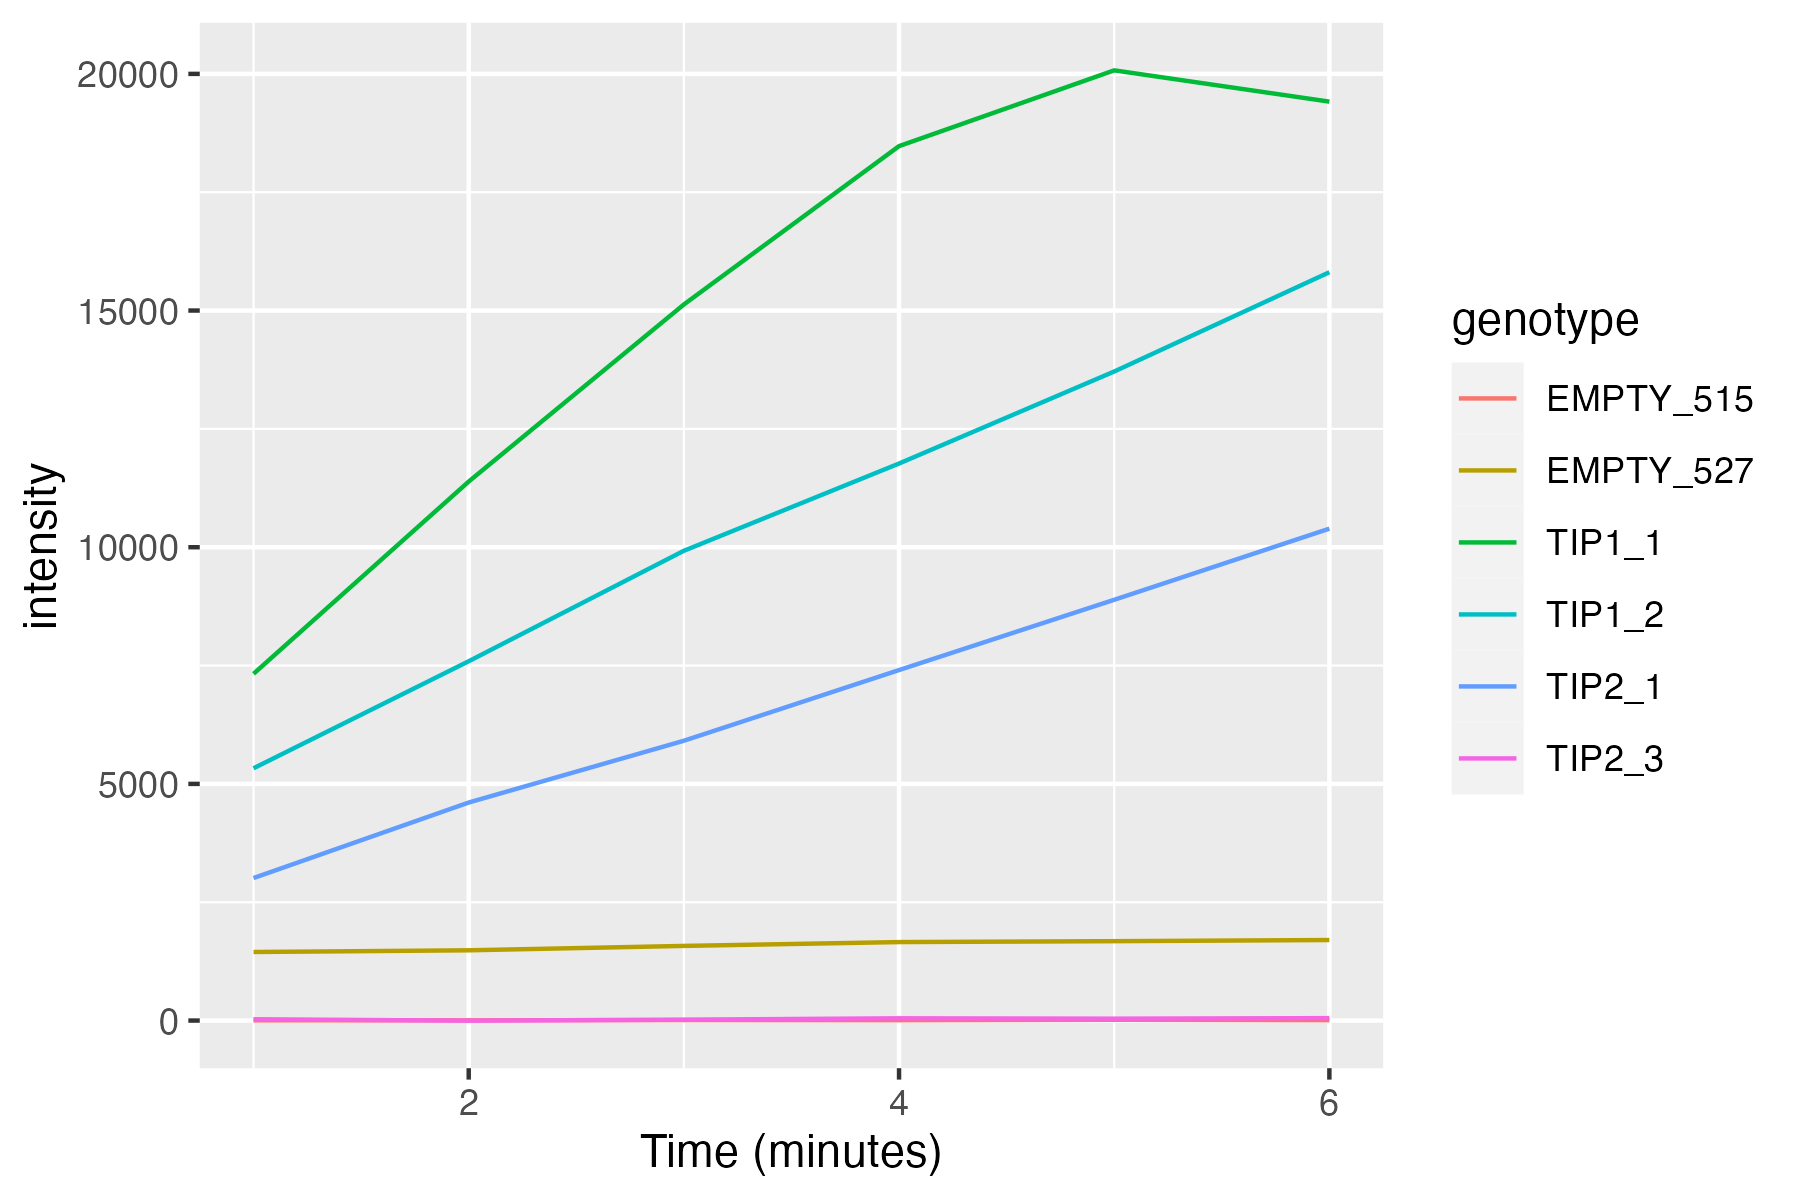 20000
15000
10000
5000
0
intensity
2
4
6
Time (minutes)
genotype
EMPTY_515
EMPTY_527
TIP1_1
TIP1_2
TIP2_1
TIP2_3